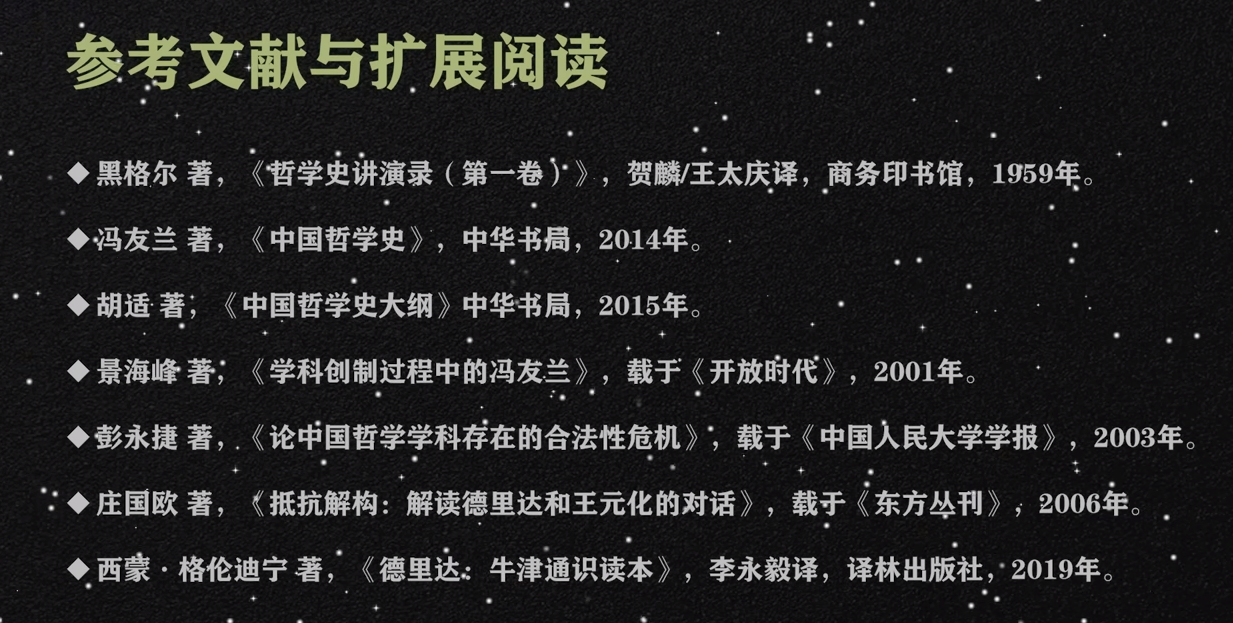 参考文献与扩展阅读
◆黑格尔 著，《哲学史讲演录（第一卷）》，贺麟/王太庆译，商务印书馆，1959年。
◆冯友兰 著，《中国哲学史》，中华书局，2014年。
◆胡适 著，《中国哲学史大纲》中华书局，2015年。
◆景海峰 著，《学科创制过程中的冯友兰》，载于《开放时代》，2001年。
◆彭永捷 著，《论中国哲学学科存在的合法性危机》，载于《中国人民大学学报》，2003年。
◆庄国欧 著，《抵抗解构：解读德里达和王元化的对话》，载于《东方丛刊》，2006年。
◆西蒙·格伦迪宁 著，《德里达：牛津通识读本》，李永毅译，译林出版社，2019年。